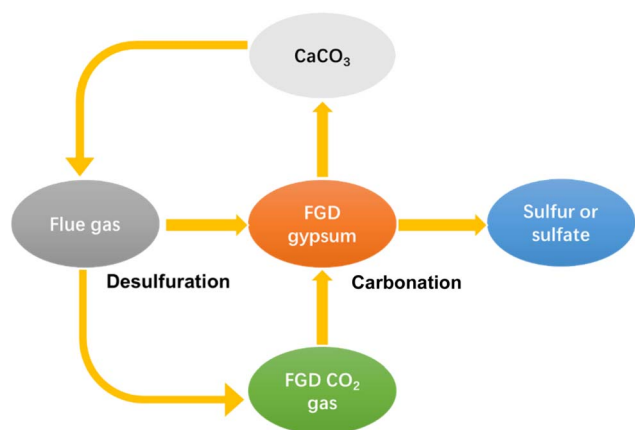 CaCO₃
Flue gas
FGD
gypsum
Sulfur or
sulfate
Desulfuration
Carbonation
FGD CO₂
gas